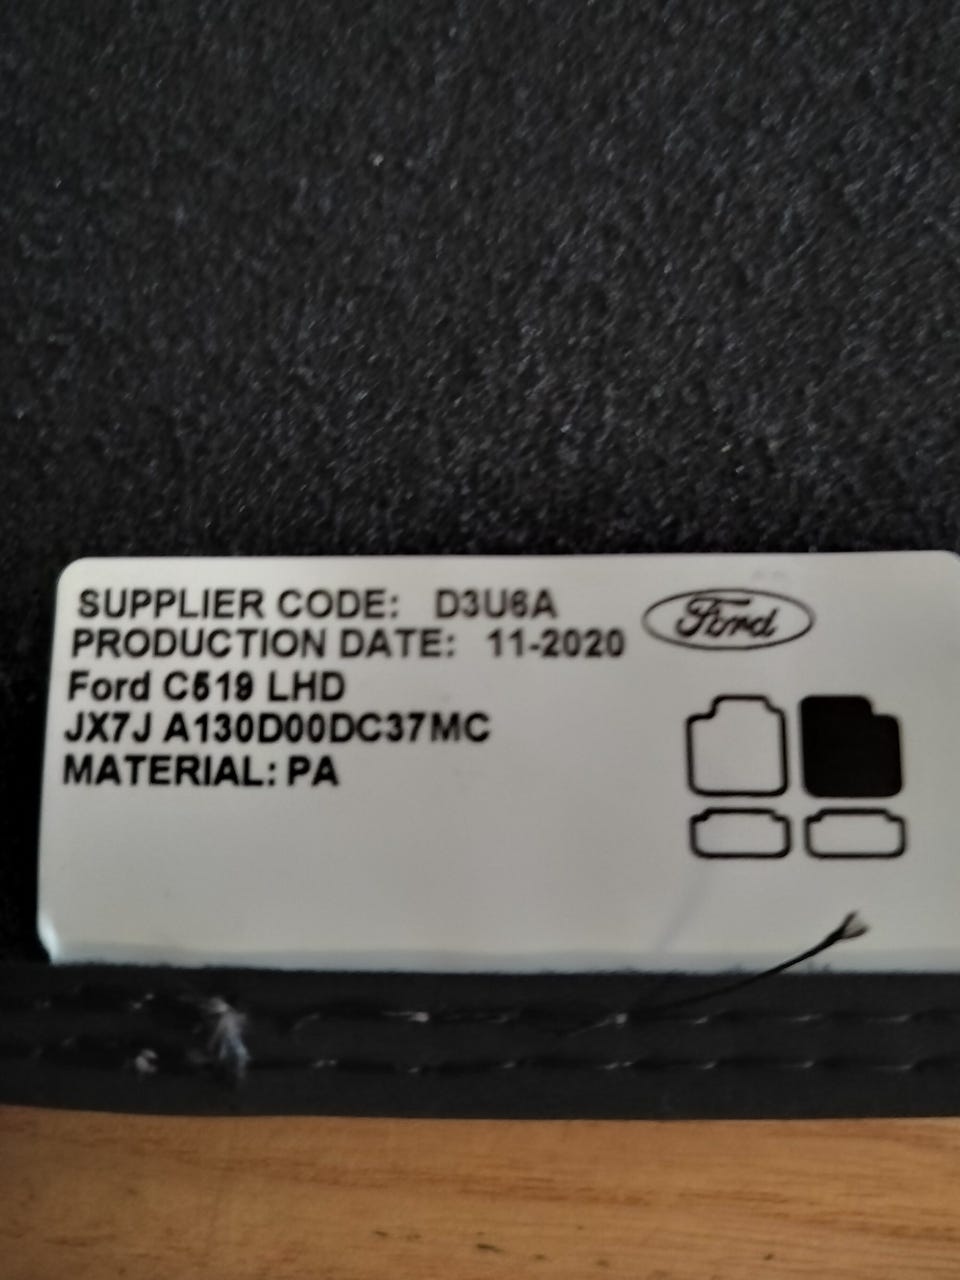 SUPPLIER CODE: D3U6A
PRODUCTION DATE: 11-2020
Ford
Ford C519 LHD
JX7J A130D00DC37MC
MATERIAL: PA